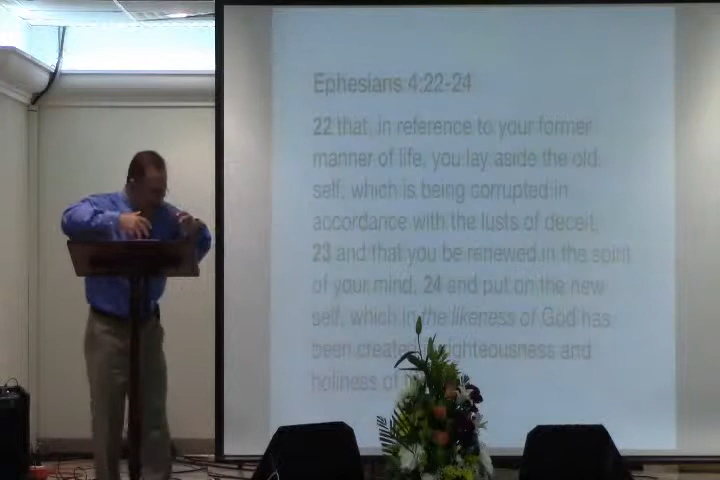 Ephesians 4:22-24
22 that, in reference to your former
manner of life, you lay aside the old
self, which is being corrupted in
accordance with the lusts of deceit,
23 and that you be renewed in the spirit
of your mind, 24 and put on the new
self, which in the likeness of God has
been created righteousness and
holiness of